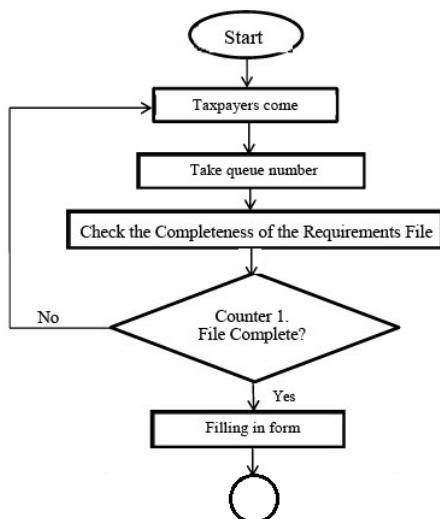 Start
Taxpayers come
Take queue number
Check the Completeness of the Requirements File
Counter 1.
File Complete?
No
Yes
Filling in form